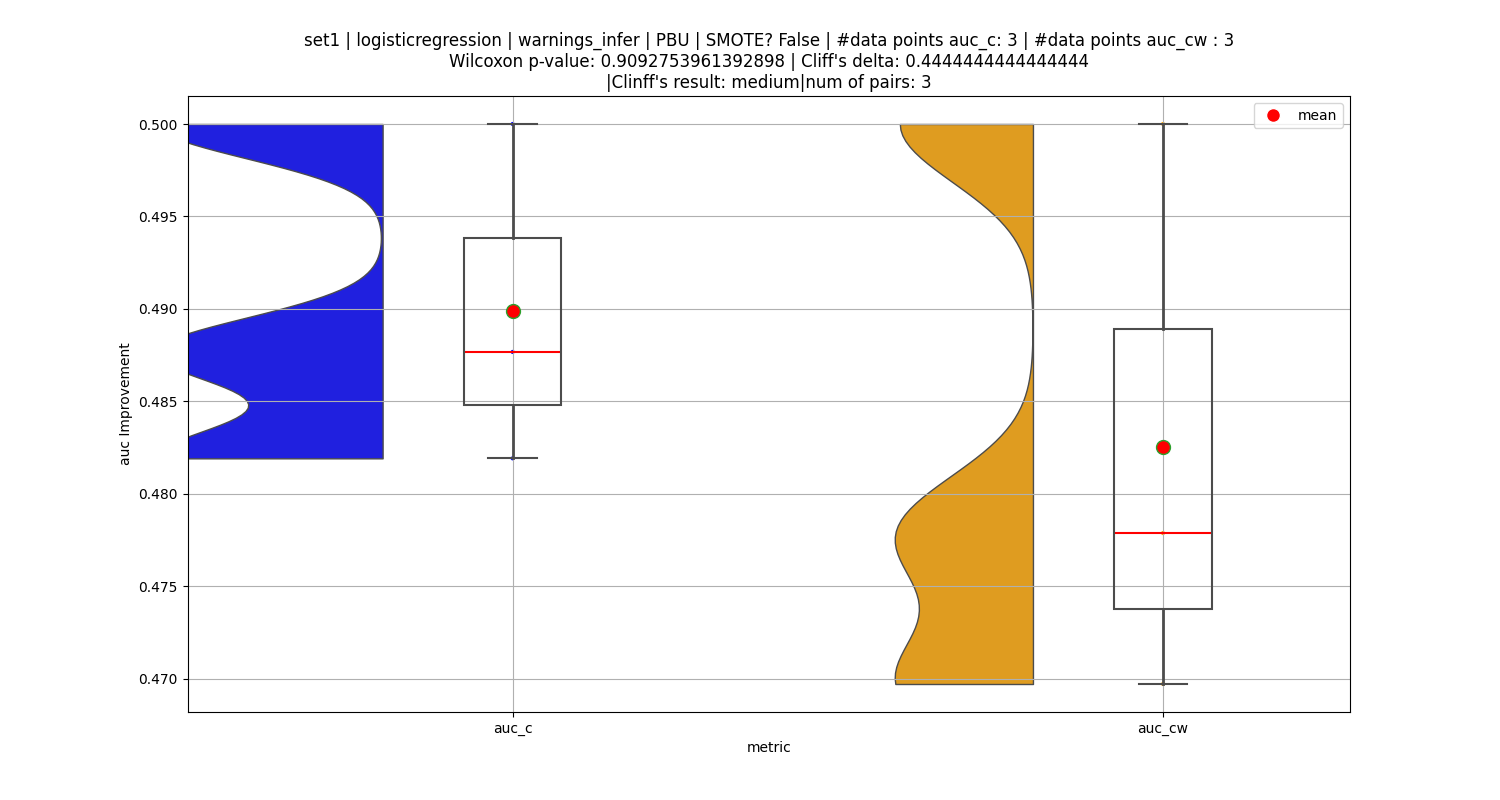 set1 | logisticregression | warnings_infer | PBU | SMOTE? False | #data points auc_c: 3 | #data points auc_cw : 3
Wilcoxon p-value: 0.9092753961392898 | Cliff's delta: 0.4444444444444444
|Clinff's result: medium|num of pairs: 3
mean
0.500
0.495
0.490
0.485
0.480
0.475
0.470
auc Improvement
auc_c
auc_cw
metric